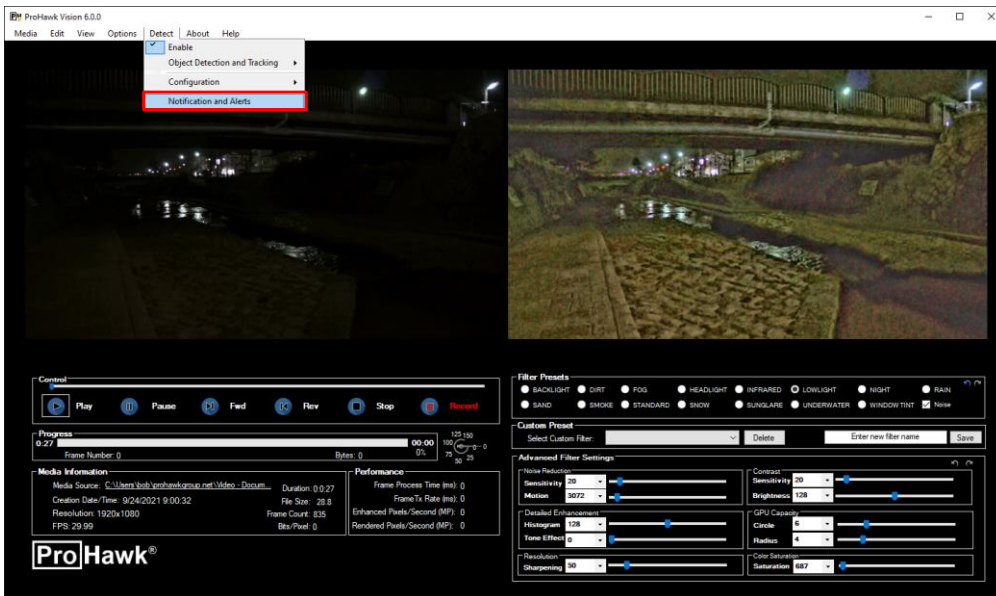 ProHawk Vision 6.0.0
Media Edit View Options Detect About Help
Enable
Object Detection and Tracking
Configuration
Notification and Alerts
Control
Play Pause Fwd Rev Stop Record
Progress
0:27 00:00
Frame Number: 0 Bytes: 0 0%
125 150
100 0
75 50 25
Media Information
Media Source: C:\Users\bob\prohawkgroup.net\Video - Docum... Duration: 0:0:27
Creation Date/Time: 9/24/2021 9:00:32 File Size: 28.8
Resolution: 1920x1080 Frame Count: 835
FPS: 29.99 Bits/Pixel: 0
Performance
Frame Process Time (ms): 0
FrameTx Rate (ms): 0
Enhanced Pixels/Second (MP): 0
Rendered Pixels/Second (MP): 0
ProHawk®
Filter Presets
BACKLIGHT DIRT FOG HEADLIGHT INFRARED LOWLIGHT NIGHT RAIN
SAND SMOKE STANDARD SNOW SUNGLARE UNDERWATER WINDOW TINT Noise
Custom Preset
Select Custom Filter: Delete Enter new filter name Save
Advanced Filter Settings
Noise Reduction
Sensitivity 20
Motion 3072
Contrast
Sensitivity 20
Brightness 128
Detailed Enhancement
Histogram 128
Tone Effect 0
GPU Capacity
Circle 6
Radius 4
Resolution
Sharpening 50
Color Saturation
Saturation 687